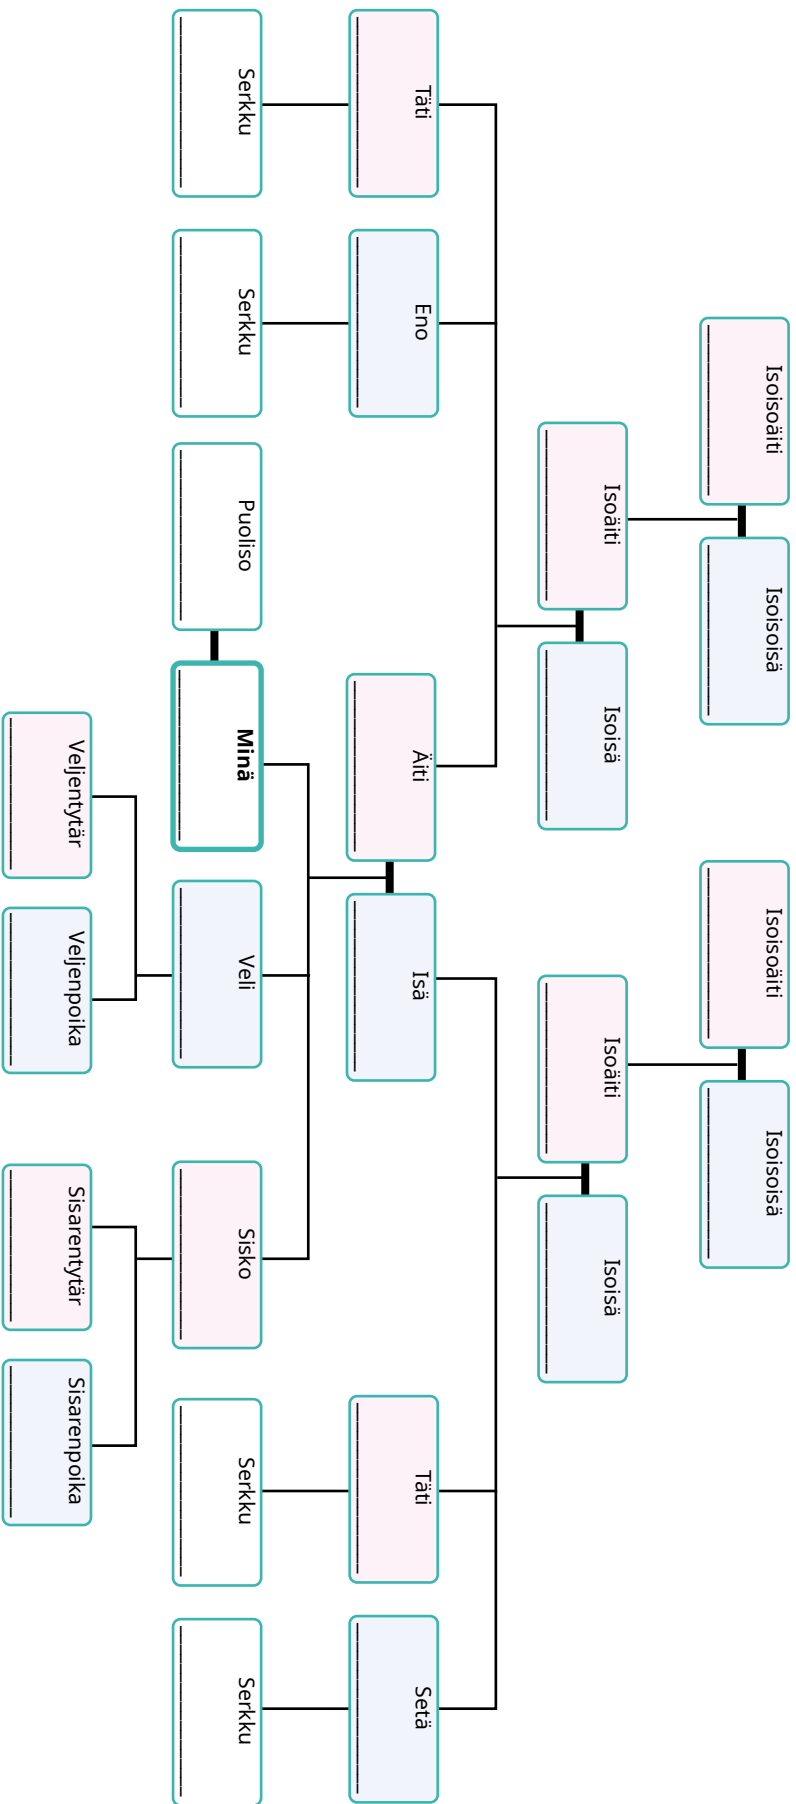 Isoisoäiti
Isoisoisä
Isoisoäiti
Isoisoisä
Isoäiti
Isoisä
Isoäiti
Isoisä
Täti
Eno
Äiti
Isä
Täti
Setä
Serkku
Serkku
Puoliso
Minä
Veli
Sisko
Serkku
Serkku
Veljentytär
Veljenpoika
Sisarentytär
Sisarenpoika